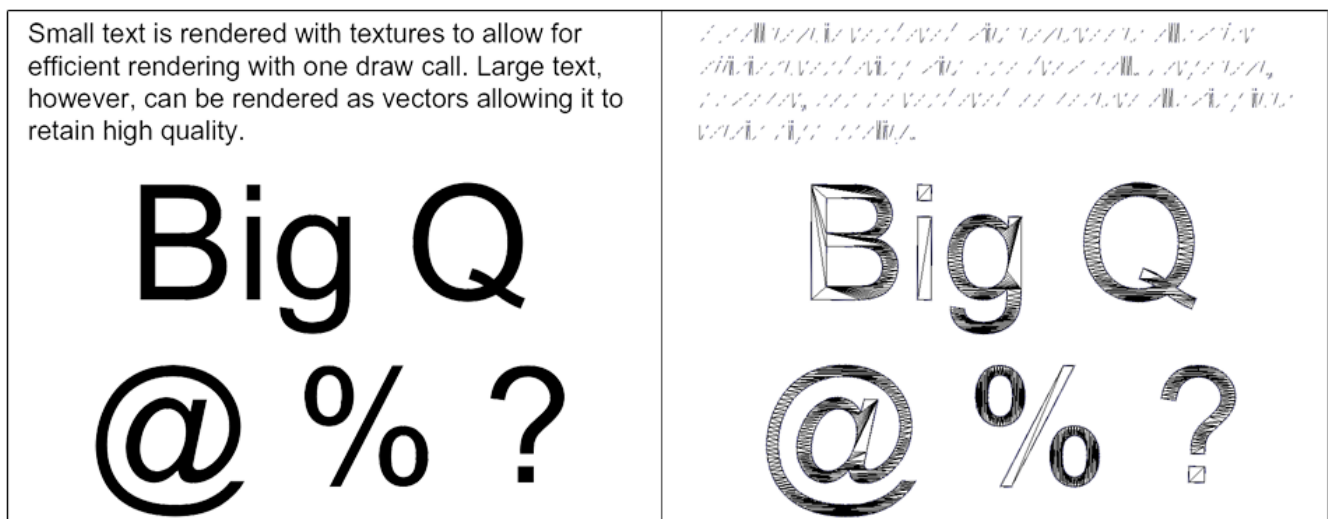 Small text is rendered with textures to allow for
efficient rendering with one draw call. Large text,
however, can be rendered as vectors allowing it to
retain high quality.
Big Q
@ % ?
Big Q
@ % ?